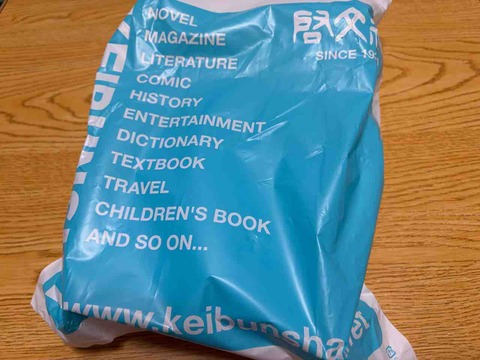 NOVEL
MAGAZINE
LITERATURE
COMIC
HISTORY
ENTERTAINMENT
DICTIONARY
TEXTBOOK
TRAVEL
CHILDREN'S BOOK
AND SO ON...
啓文
SINCE
www.keibunsha.net